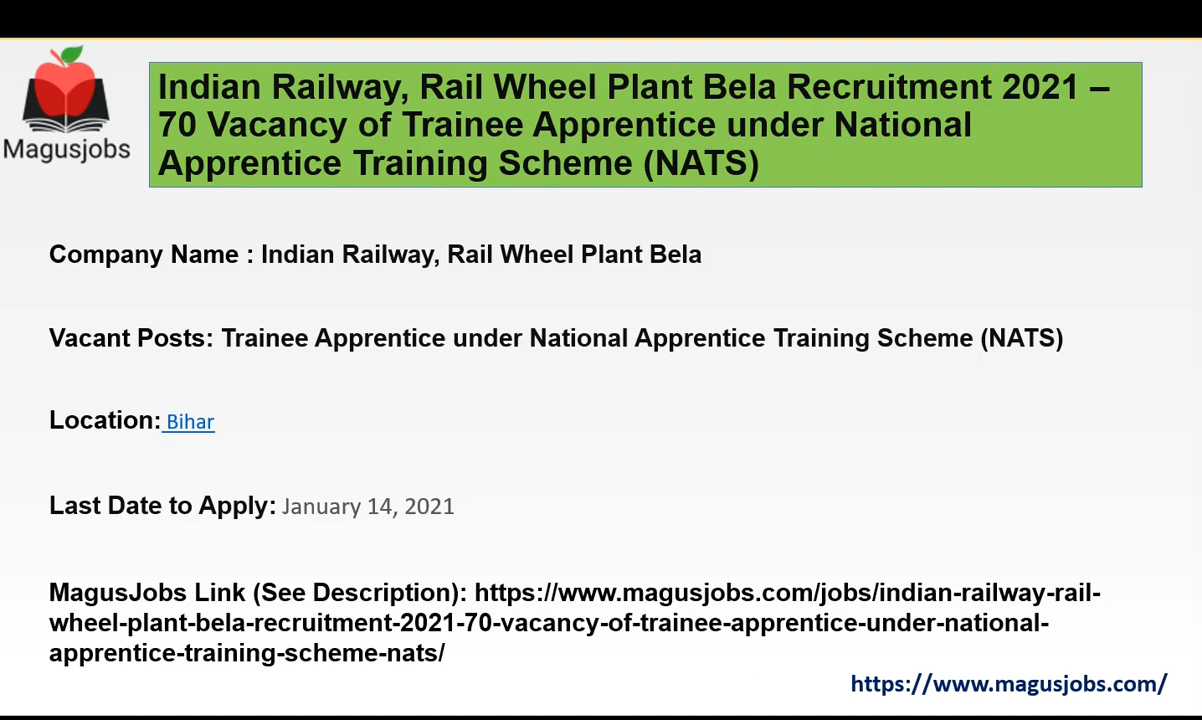 Magusjobs
Indian Railway, Rail Wheel Plant Bela Recruitment 2021 –
70 Vacancy of Trainee Apprentice under National
Apprentice Training Scheme (NATS)
Company Name : Indian Railway, Rail Wheel Plant Bela
Vacant Posts: Trainee Apprentice under National Apprentice Training Scheme (NATS)
Location: Bihar
Last Date to Apply: January 14, 2021
MagusJobs Link (See Description): https://www.magusjobs.com/jobs/indian-railway-rail-
wheel-plant-bela-recruitment-2021-70-vacancy-of-trainee-apprentice-under-national-
apprentice-training-scheme-nats/
https://www.magusjobs.com/